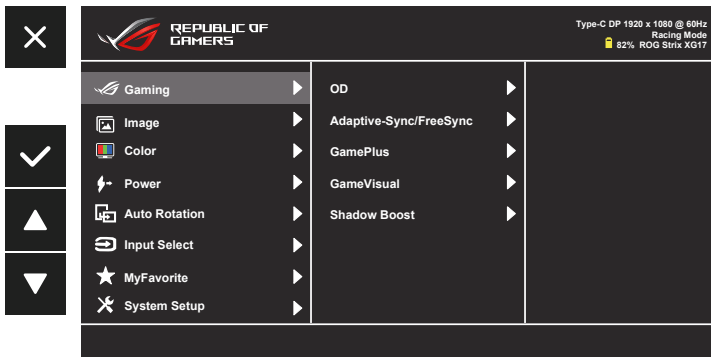 REPUBLIC OF
GAMERS
Type-C DP 1920 x 1080 @ 60Hz
Racing Mode
82% ROG Strix XG17
Gaming
Image
Color
Power
Auto Rotation
Input Select
MyFavorite
System Setup
OD
Adaptive-Sync/FreeSync
GamePlus
GameVisual
Shadow Boost